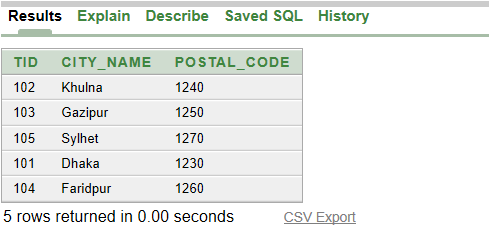 Results Explain Describe Saved SQL History
TID CITY_NAME POSTAL_CODE
102 Khulna 1240
103 Gazipur 1250
105 Sylhet 1270
101 Dhaka 1230
104 Faridpur 1260
5 rows returned in 0.00 seconds CSV Export